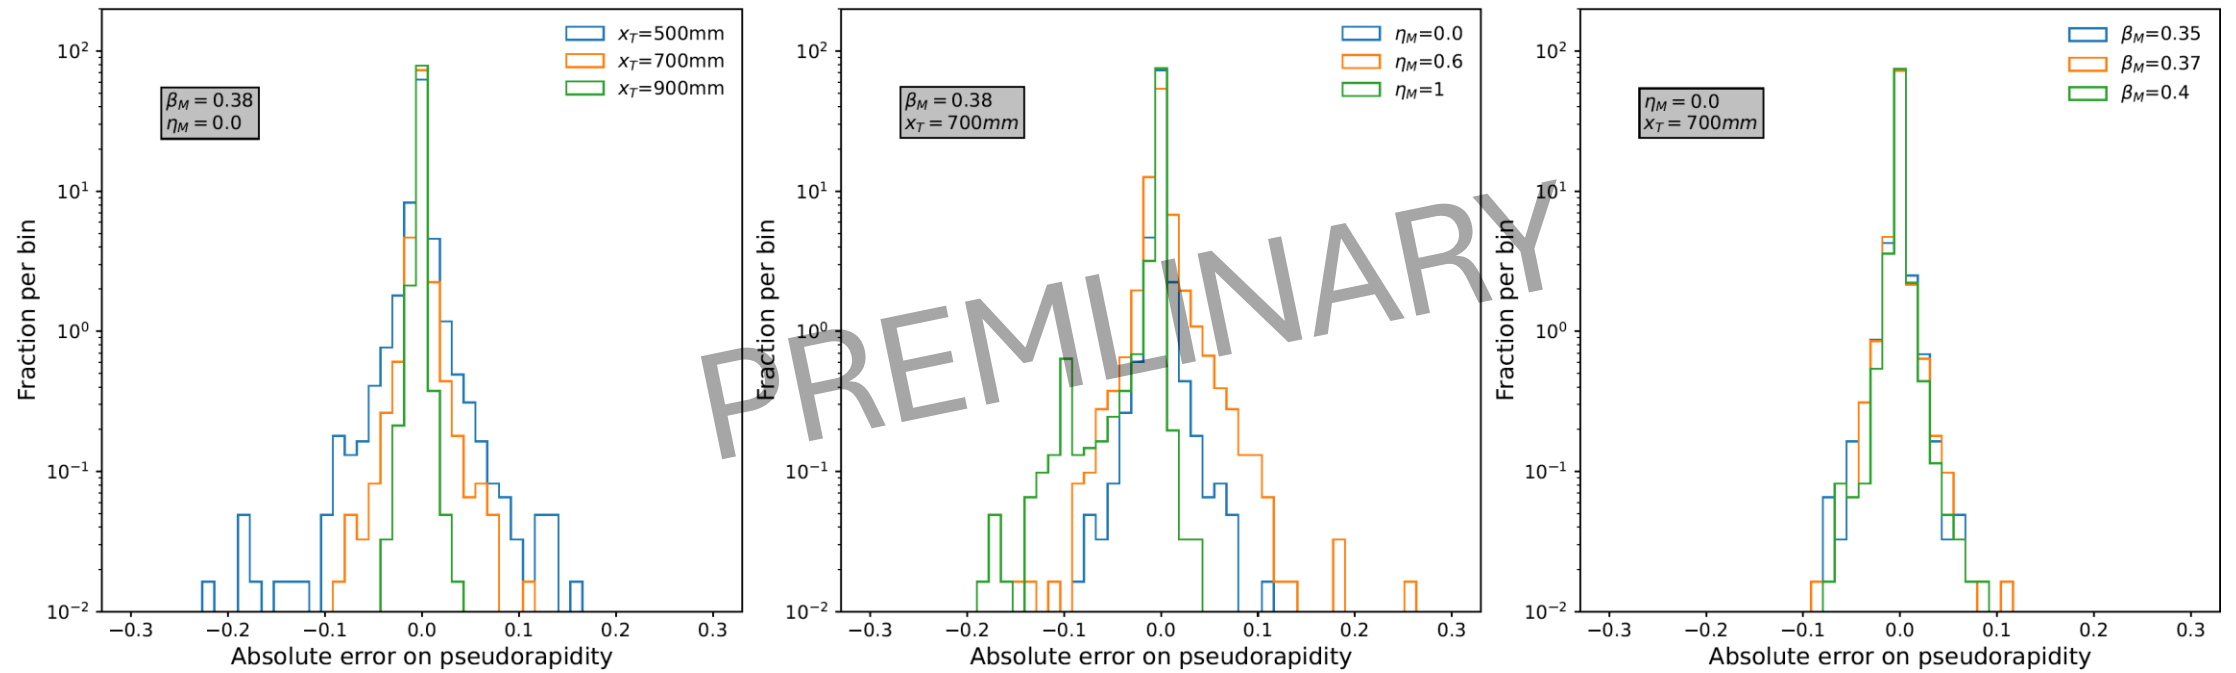 Fraction per bin
10²
10¹
10⁰
10⁻¹
10⁻²
x_T=500mm
x_T=700mm
x_T=900mm
β_M = 0.38
η_M = 0.0
−0.3 −0.2 −0.1 0.0 0.1 0.2 0.3
Absolute error on pseudorapidity
Fraction per bin
10²
10¹
10⁰
10⁻¹
10⁻²
η_M=0.0
η_M=0.6
η_M=1
β_M = 0.38
x_T = 700mm
−0.3 −0.2 −0.1 0.0 0.1 0.2 0.3
Absolute error on pseudorapidity
Fraction per bin
10²
10¹
10⁰
10⁻¹
10⁻²
β_M=0.35
β_M=0.37
β_M=0.4
η_M = 0.0
x_T = 700mm
−0.3 −0.2 −0.1 0.0 0.1 0.2 0.3
Absolute error on pseudorapidity
PREMLINARY